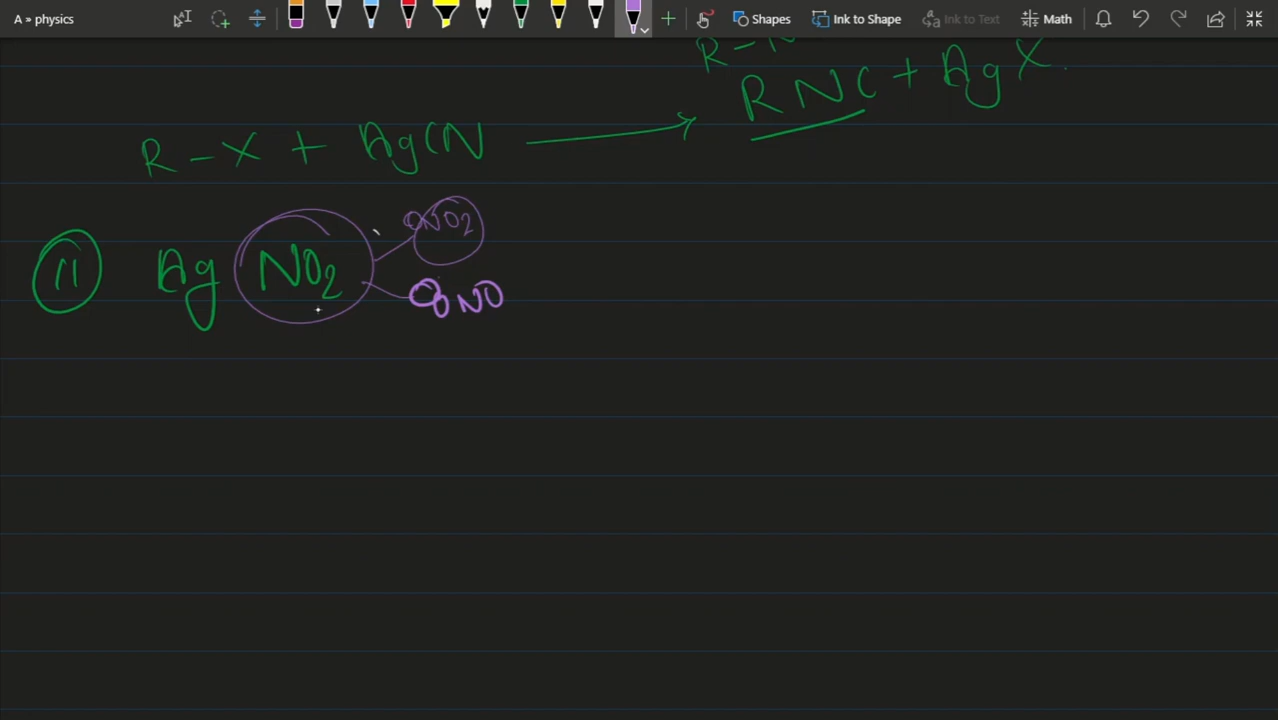 A » physics
Shapes
Ink to Shape
Ink to Text
Math
R - N
RNC + AgX
R - X + AgCN
11 AgNO2
ONO2
ONO